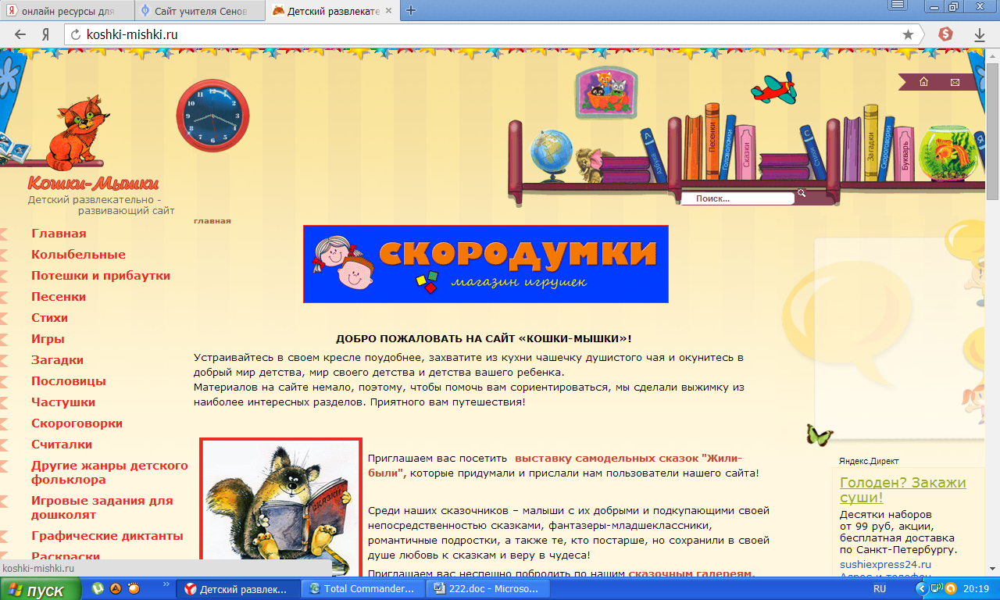 онлайн ресурсы для
Сайт учителя Сенов
Детский развлекате
koshki-mishki.ru
Песенки
Головоломки
Сказки
Стихи
Загадки
Скороговорки
Букварь
Азбука
А
С
Я
12
Кошки-Мышки
Детский развлекательно -
развивающий сайт
Поиск...
главная
Главная
Колыбельные
Потешки и прибаутки
Песенки
Стихи
Игры
Загадки
Пословицы
Частушки
Скороговорки
Считалки
Другие жанры детского
фольклора
Игровые задания для
дошколят
Графические диктанты
Раскраски
СКОРОДУМКИ
магазин игрушек
ДОБРО ПОЖАЛОВАТЬ НА САЙТ «КОШКИ-МЫШКИ»!
Устраивайтесь в своем кресле поудобнее, захватите из кухни чашечку душистого чая и окунитесь в
добрый мир детства, мир своего детства и детства вашего ребенка.
Материалов на сайте немало, поэтому, чтобы помочь вам сориентироваться, мы сделали выжимку из
наиболее интересных разделов. Приятного вам путешествия!
СКАЗКИ
Приглашаем вас посетить выставку самодельных сказок "Жили-
были", которые придумали и прислали нам пользователи нашего сайта!
Среди наших сказочников – малыши с их добрыми и подкупающими своей
непосредственностью сказками, фантазеры-младшеклассники,
романтичные подростки, а также те, кто постарше, но сохранили в своей
душе любовь к сказкам и веру в чудеса!
Приглашаем вас неспешно побродить по нашим сказочным галереям.
Яндекс.Директ
Голоден? Закажи
суши!
Десятки наборов
от 99 руб, акции,
бесплатная доставка
по Санкт-Петербургу.
sushiexpress24.ru
Адрес и телефон
koshki-mishki.ru
пуск
Детский развлек...
Total Commander...
222.doc - Microso...
RU
20:19